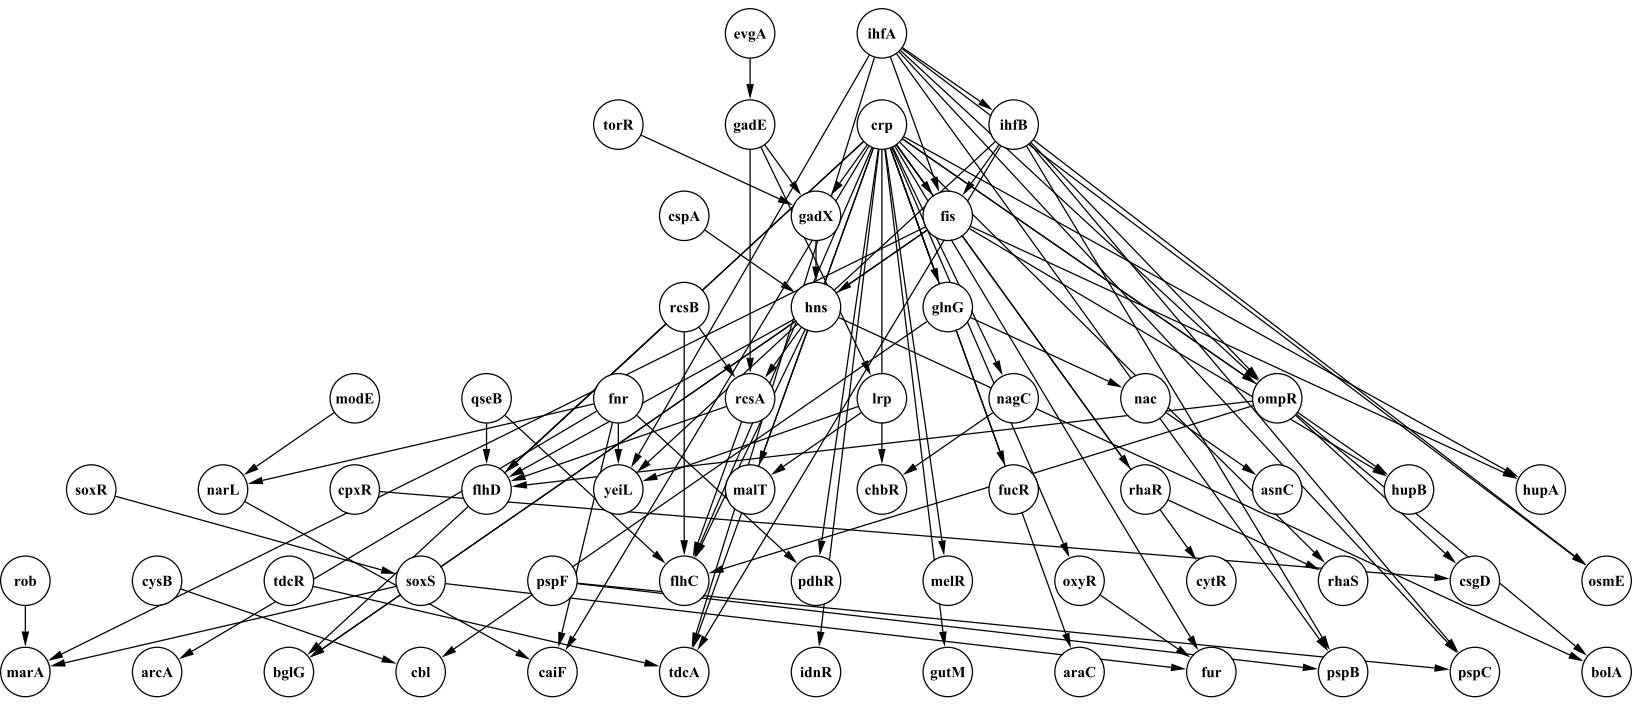 evgA ihfA
torR gadE crp ihfB
cspA gadX fis
rcsB hns glnG
modE qseB fnr rcsA lrp nagC nac ompR
soxR narL cpxR flhD yeiL malT chbR fucR rhaR asnC hupB hupA
rob cysB tdcR soxS pspF flhC pdhR melR oxyR cytR rhaS csgD osmE
marA arcA bglG cbl caiF tdcA idnR gutM araC fur pspB pspC bolA